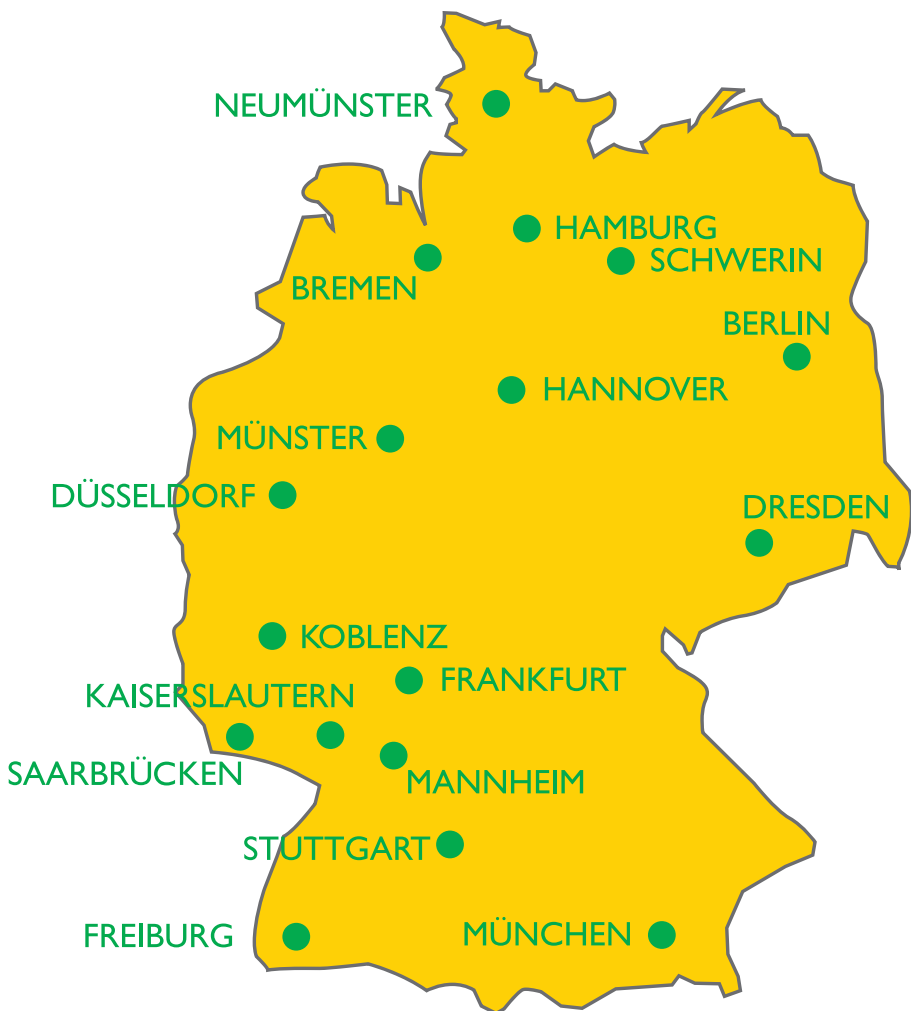 NEUMÜNSTER
HAMBURG
SCHWERIN
BREMEN
BERLIN
HANNOVER
MÜNSTER
DÜSSELDORF
DRESDEN
KOBLENZ
FRANKFURT
KAISERSLAUTERN
SAARBRÜCKEN
MANNHEIM
STUTTGART
FREIBURG
MÜNCHEN